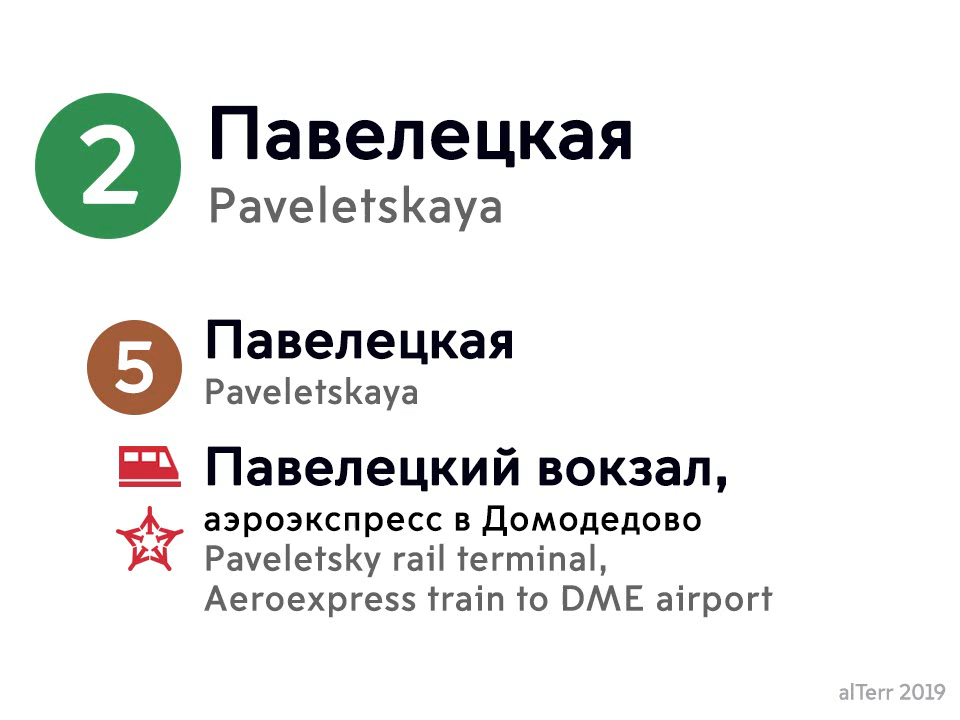 2
Павелецкая
Paveletskaya
5
Павелецкая
Paveletskaya
Павелецкий вокзал,
аэроэкспресс в Домодедово
Paveletsky rail terminal,
Aeroexpress train to DME airport
alTerr 2019